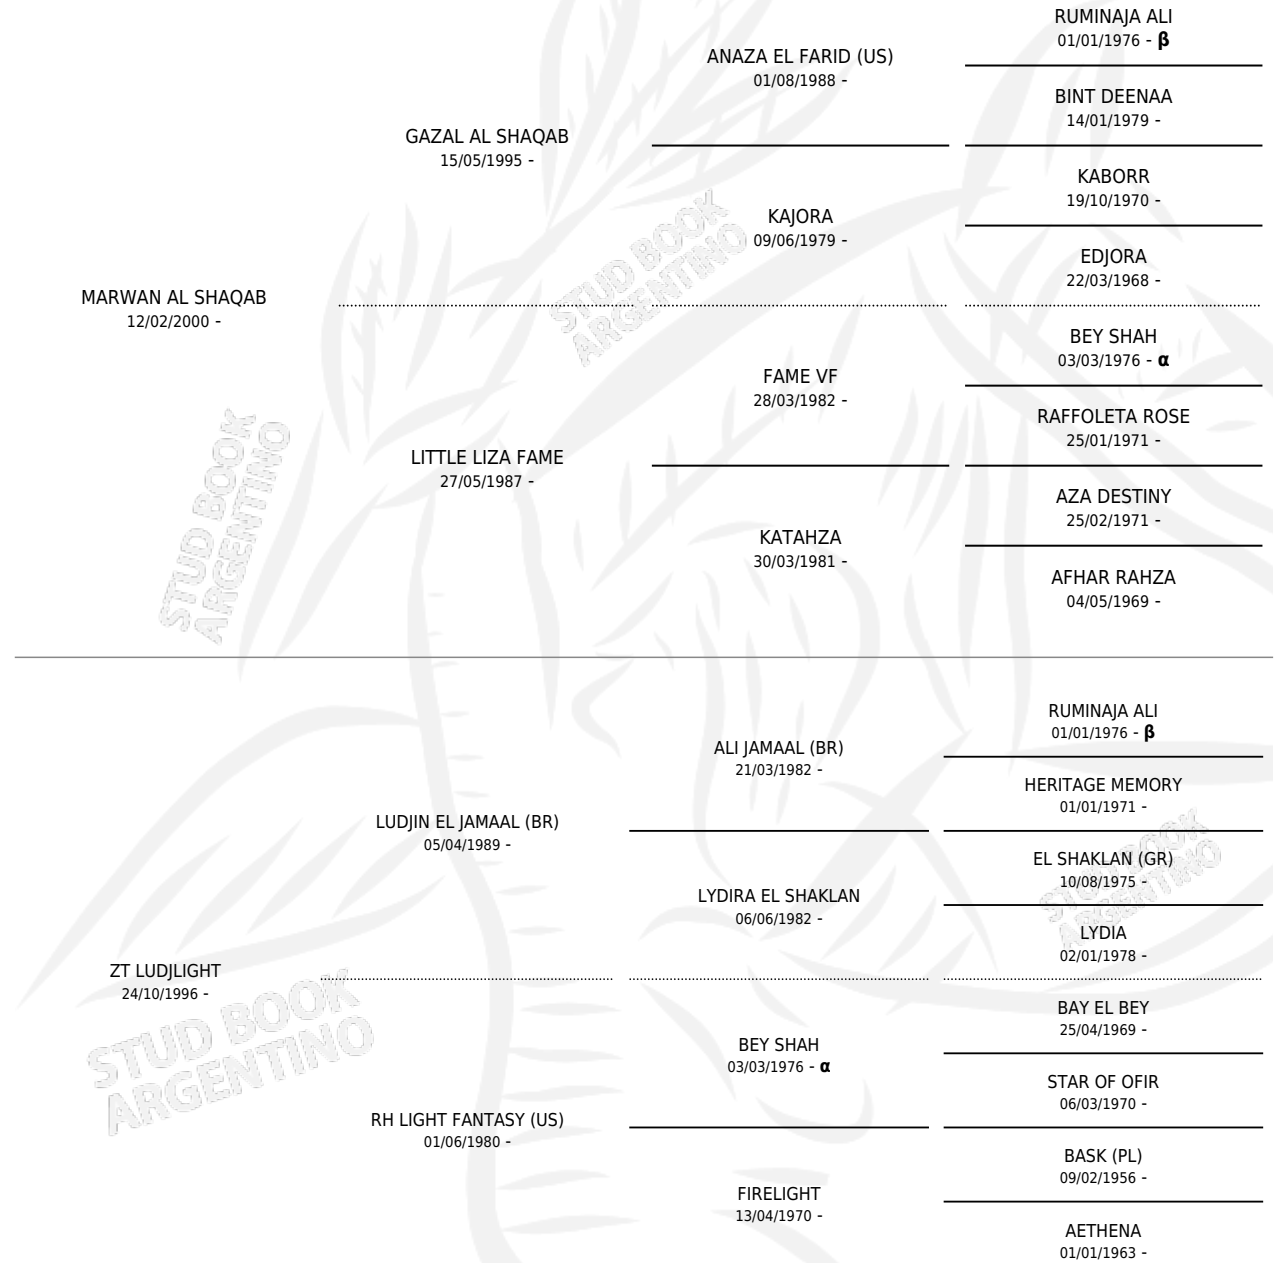 RUMINAJA ALI
01/01/1976 - β
ANAZA EL FARID (US)
01/08/1988 -
BINT DEENAA
14/01/1979 -
GAZAL AL SHAQAB
15/05/1995 -
KABORR
19/10/1970 -
KAJORA
09/06/1979 -
EDJORA
22/03/1968 -
MARWAN AL SHAQAB
12/02/2000 -
BEY SHAH
03/03/1976 - α
FAME VF
28/03/1982 -
RAFFOLETA ROSE
25/01/1971 -
LITTLE LIZA FAME
27/05/1987 -
AZA DESTINY
25/02/1971 -
KATAHZA
30/03/1981 -
AFHAR RAHZA
04/05/1969 -
RUMINAJA ALI
01/01/1976 - β
ALI JAMAAL (BR)
21/03/1982 -
HERITAGE MEMORY
01/01/1971 -
LUDJIN EL JAMAAL (BR)
05/04/1989 -
EL SHAKLAN (GR)
10/08/1975 -
LYDIRA EL SHAKLAN
06/06/1982 -
LYDIA
02/01/1978 -
ZT LUDJLIGHT
24/10/1996 -
BAY EL BEY
25/04/1969 -
BEY SHAH
03/03/1976 - α
STAR OF OFIR
06/03/1970 -
RH LIGHT FANTASY (US)
01/06/1980 -
BASK (PL)
09/02/1956 -
FIRELIGHT
13/04/1970 -
AETHENA
01/01/1963 -
STUD BOOK
ARGENTINO
STUD BOOK
ARGENTINO
STUD BOOK
ARGENTINO
STUD BOOK
ARGENTINO